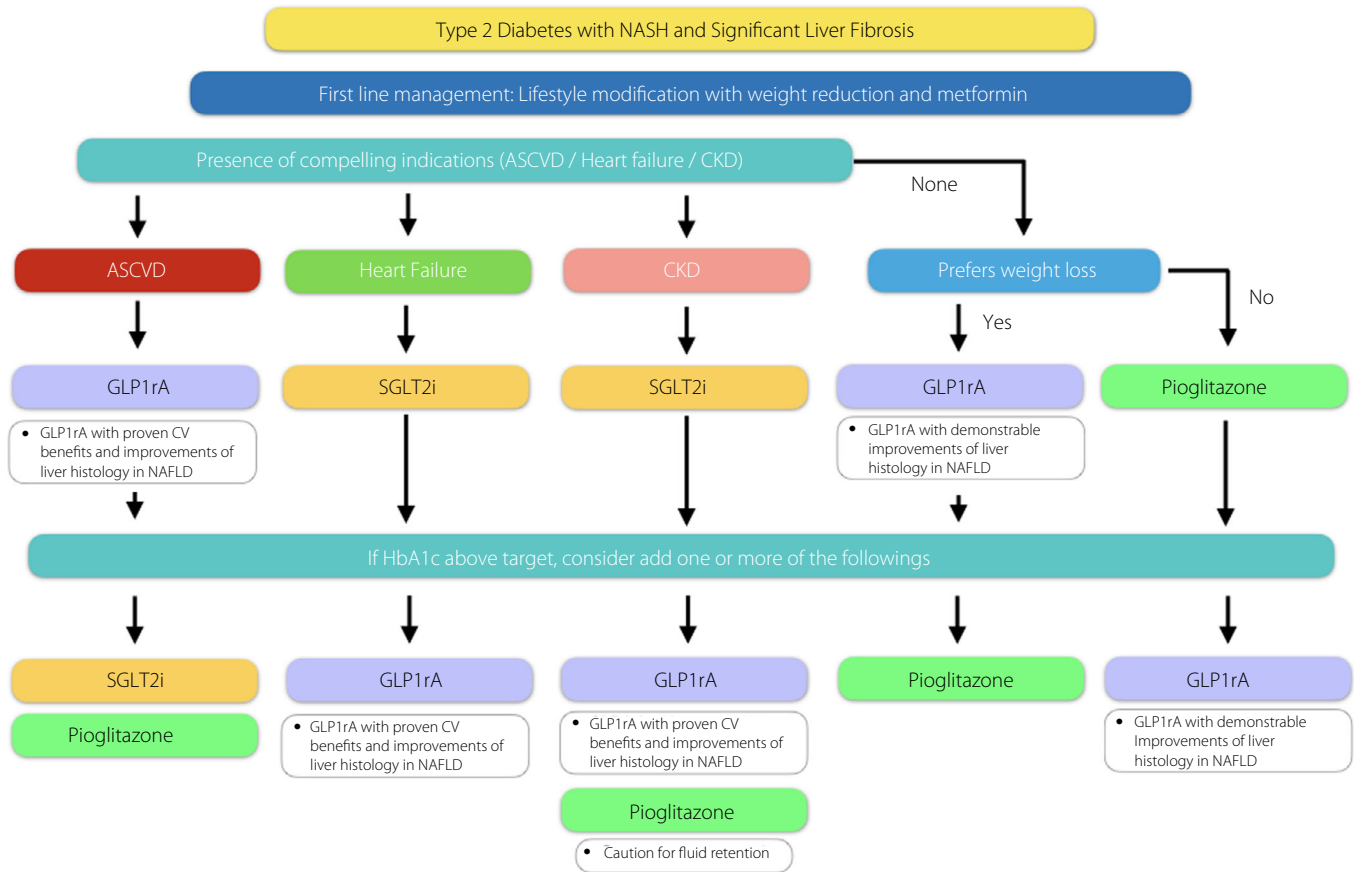 Type 2 Diabetes with NASH and Significant Liver Fibrosis
First line management: Lifestyle modification with weight reduction and metformin
Presence of compelling indications (ASCVD / Heart failure / CKD)
None
ASCVD
Heart Failure
CKD
Prefers weight loss
Yes
No
GLP1rA
• GLP1rA with proven CV
benefits and improvements of
liver histology in NAFLD
SGLT2i
SGLT2i
GLP1rA
• GLP1rA with demonstrable
improvements of liver
histology in NAFLD
Pioglitazone
If HbA1c above target, consider add one or more of the followings
SGLT2i
Pioglitazone
GLP1rA
• GLP1rA with proven CV
benefits and improvements of
liver histology in NAFLD
GLP1rA
• GLP1rA with proven CV
benefits and improvements of
liver histology in NAFLD
Pioglitazone
• Caution for fluid retention
Pioglitazone
GLP1rA
• GLP1rA with demonstrable
Improvements of liver
histology in NAFLD